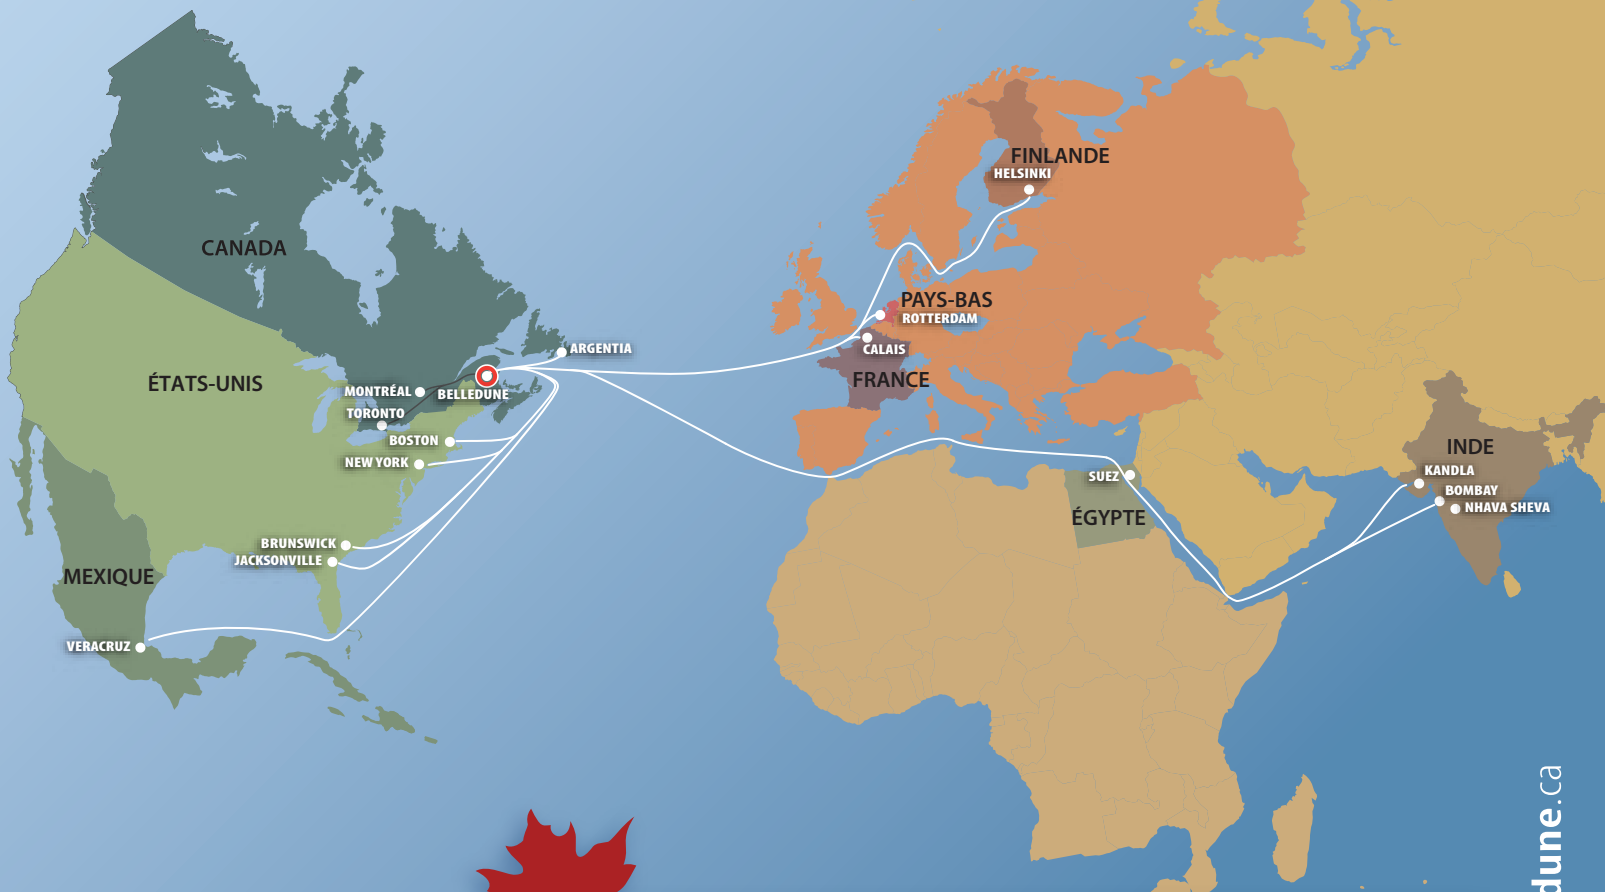 FINLANDE
HELSINKI
CANADA
PAYS-BAS
ROTTERDAM
ARGENTIA
CALAIS
ÉTATS-UNIS
FRANCE
MONTRÉAL
BELLEDUNE
TORONTO
BOSTON
NEW YORK
INDE
KANDLA
SUEZ
BOMBAY
NHAVA SHEVA
ÉGYPTE
BRUNSWICK
JACKSONVILLE
MEXIQUE
VERACRUZ
dune.ca